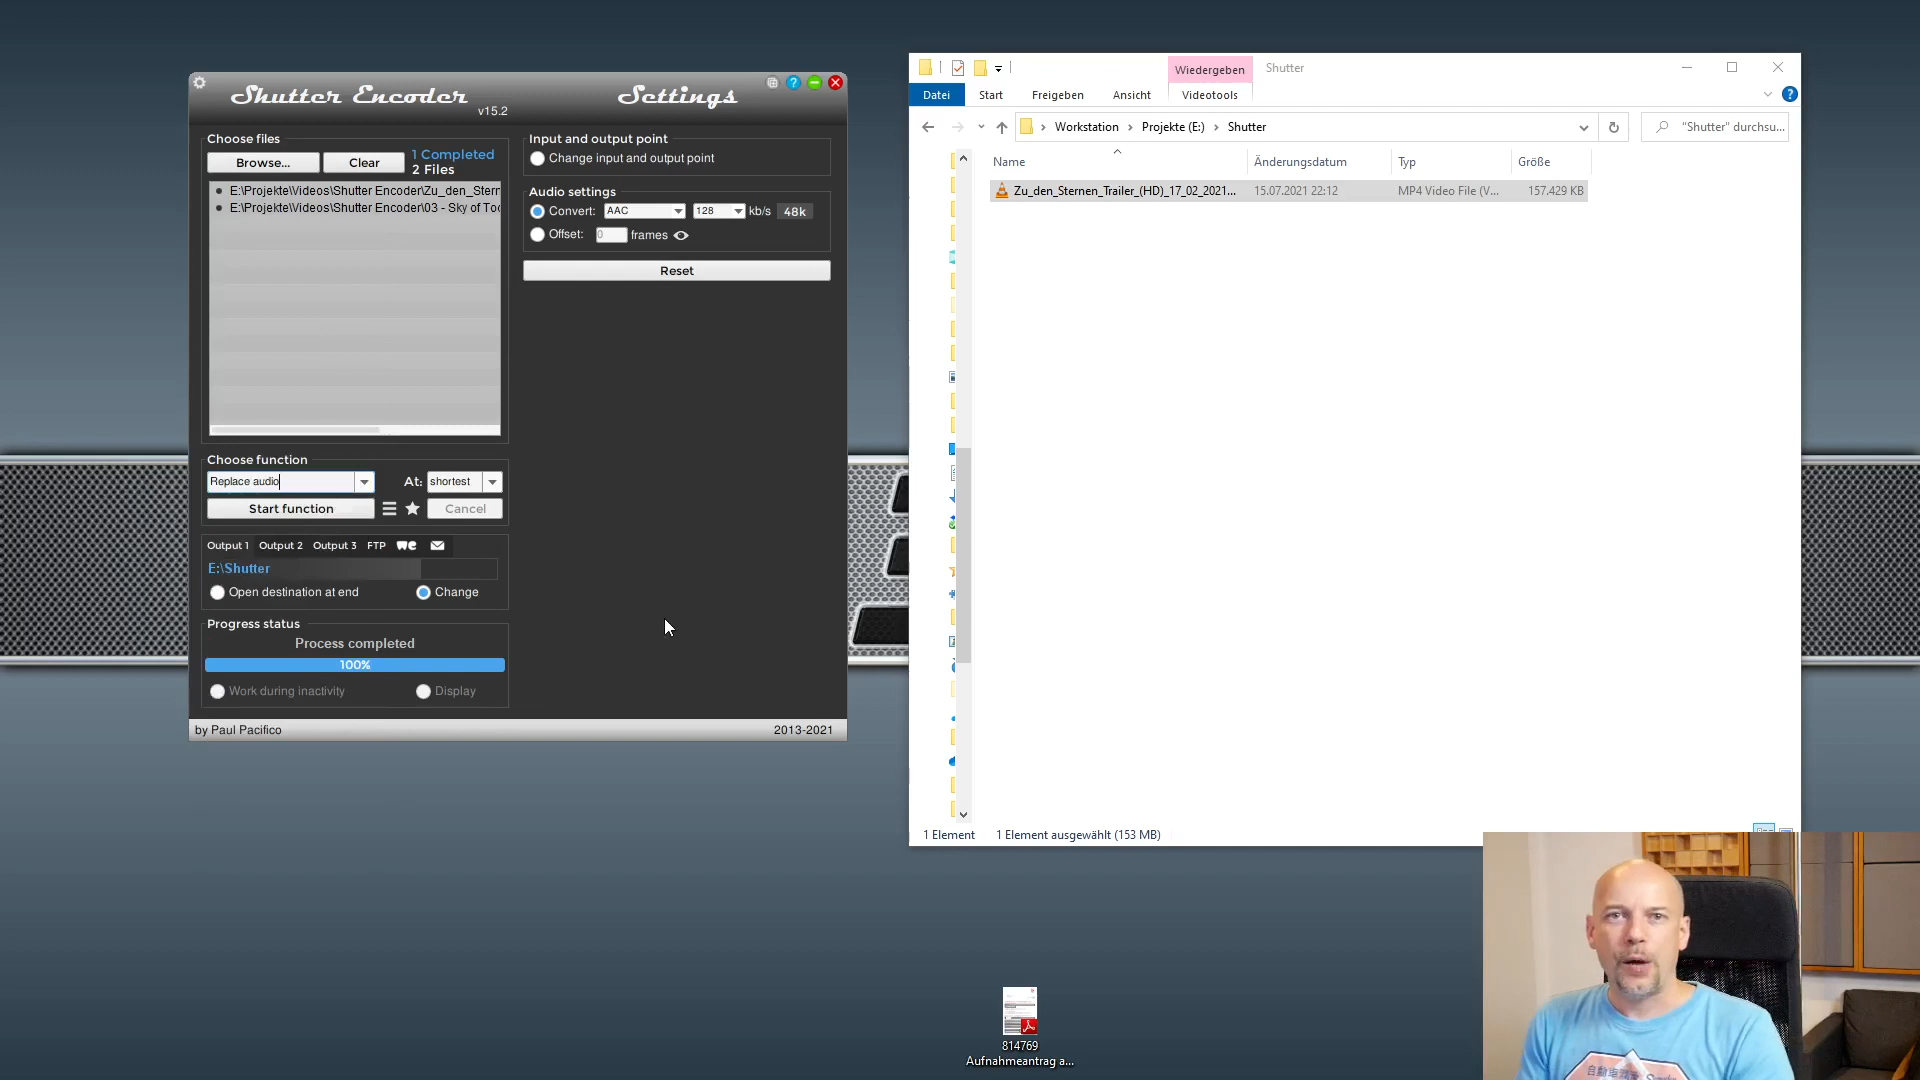 Shutter Encoder
v15.2
Settings
Choose files
Browse...
Clear
1 Completed
2 Files
E:\Projekte\Videos\Shutter Encoder\Zu_den_Stern
E:\Projekte\Videos\Shutter Encoder\03 - Sky of Too
Choose function
Replace audio
At:
shortest
Start function
Cancel
Output 1
Output 2
Output 3
FTP
we
E:\Shutter
Open destination at end
Change
Progress status
Process completed
100%
Work during inactivity
Display
by Paul Pacifico
2013-2021
Input and output point
Change input and output point
Audio settings
Convert:
AAC
128
kb/s
48k
Offset:
0
frames
Reset
Wiedergeben
Shutter
Datei
Start
Freigeben
Ansicht
Videotools
Workstation
Projekte (E:)
Shutter
"Shutter" durchsu...
Name
Änderungsdatum
Typ
Größe
Zu_den_Sternen_Trailer_(HD)_17_02_2021...
15.07.2021 22:12
MP4 Video File (V...
157.429 KB
1 Element
1 Element ausgewählt (153 MB)
814769
Aufnahmeantrag a...